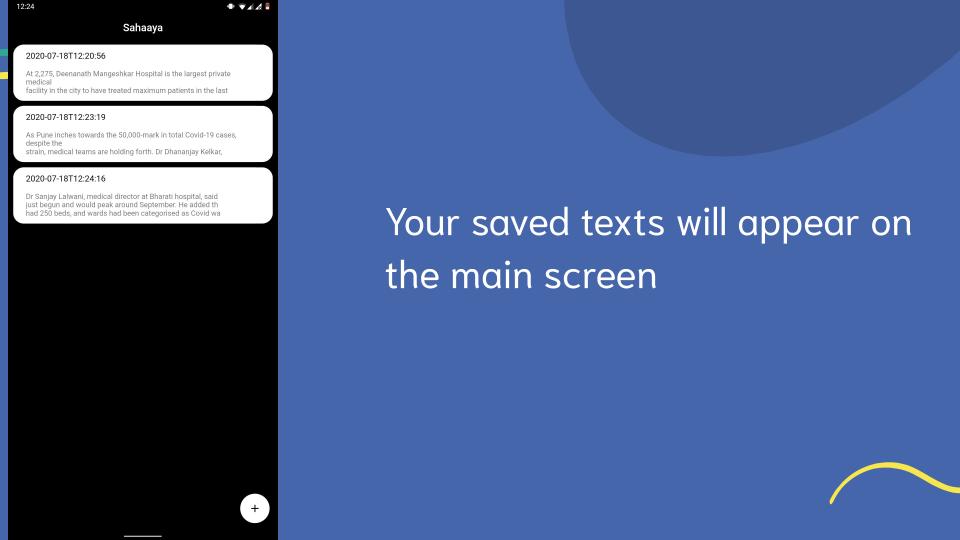 12:24
Sahaaya
2020-07-18T12:20:56
At 2,275, Deenanath Mangeshkar Hospital is the largest private
medical
facility in the city to have treated maximum patients in the last
2020-07-18T12:23:19
As Pune inches towards the 50,000-mark in total Covid-19 cases,
despite the
strain, medical teams are holding forth. Dr Dhananjay Kelkar,
2020-07-18T12:24:16
Dr Sanjay Lalwani, medical director at Bharati hospital, said
just begun and would peak around September. He added th
had 250 beds, and wards had been categorised as Covid wa
+
Your saved texts will appear on
the main screen